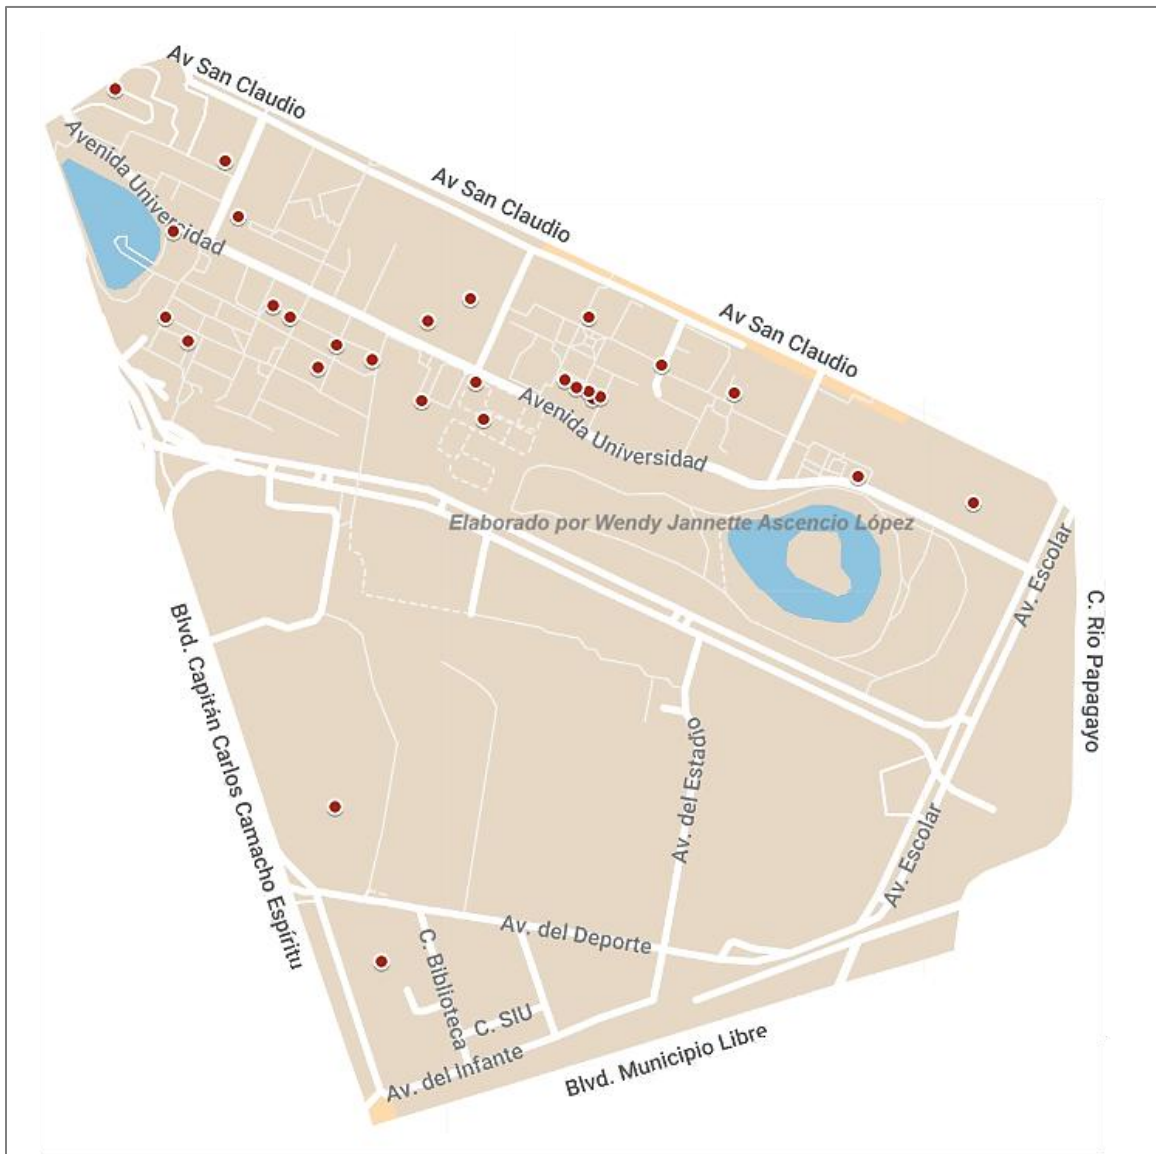 Av San Claudio
Avenida Universidad
Av San Claudio
Av San Claudio
Avenida Universidad
Elaborado por Wendy Jannette Ascencio López
Av. Escolar
C. Rio Papagayo
Blvd. Capitán Carlos Camacho Espíritu
Av. del Estadio
Av. Escolar
Av. del Deporte
C. Biblioteca
C. SIU
Av. del Infante
Blvd. Municipio Libre